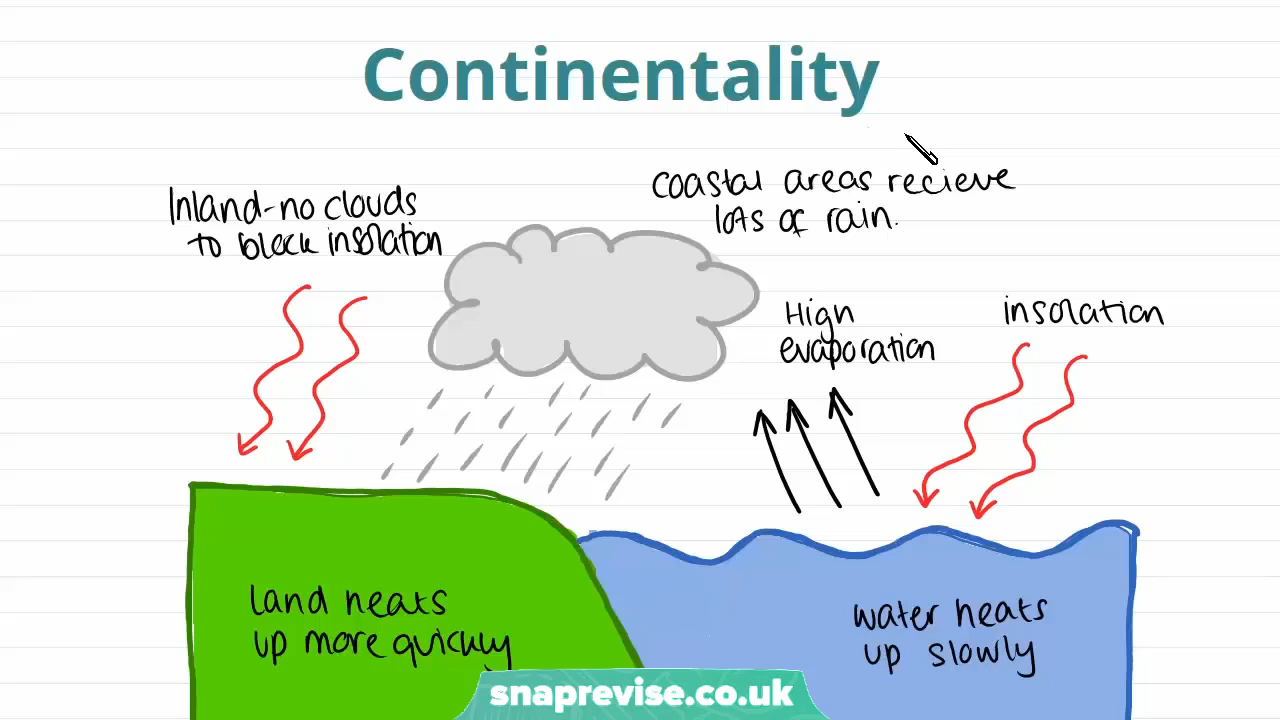 Continentality
Inland-no clouds
to block insolation
coastal areas recieve
lots of rain.
High
evaporation
insolation
land heats
up more quickly
water heats
up slowly
snaprevise.co.uk